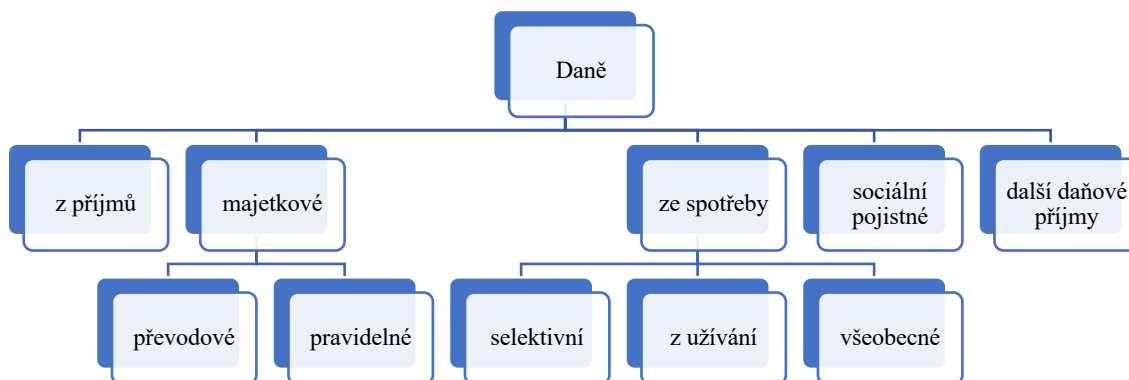 Daně
z příjmů
majetkové
ze spotřeby
sociální
pojistné
další daňové
příjmy
převodové
pravidelné
selektivní
z užívání
všeobecné